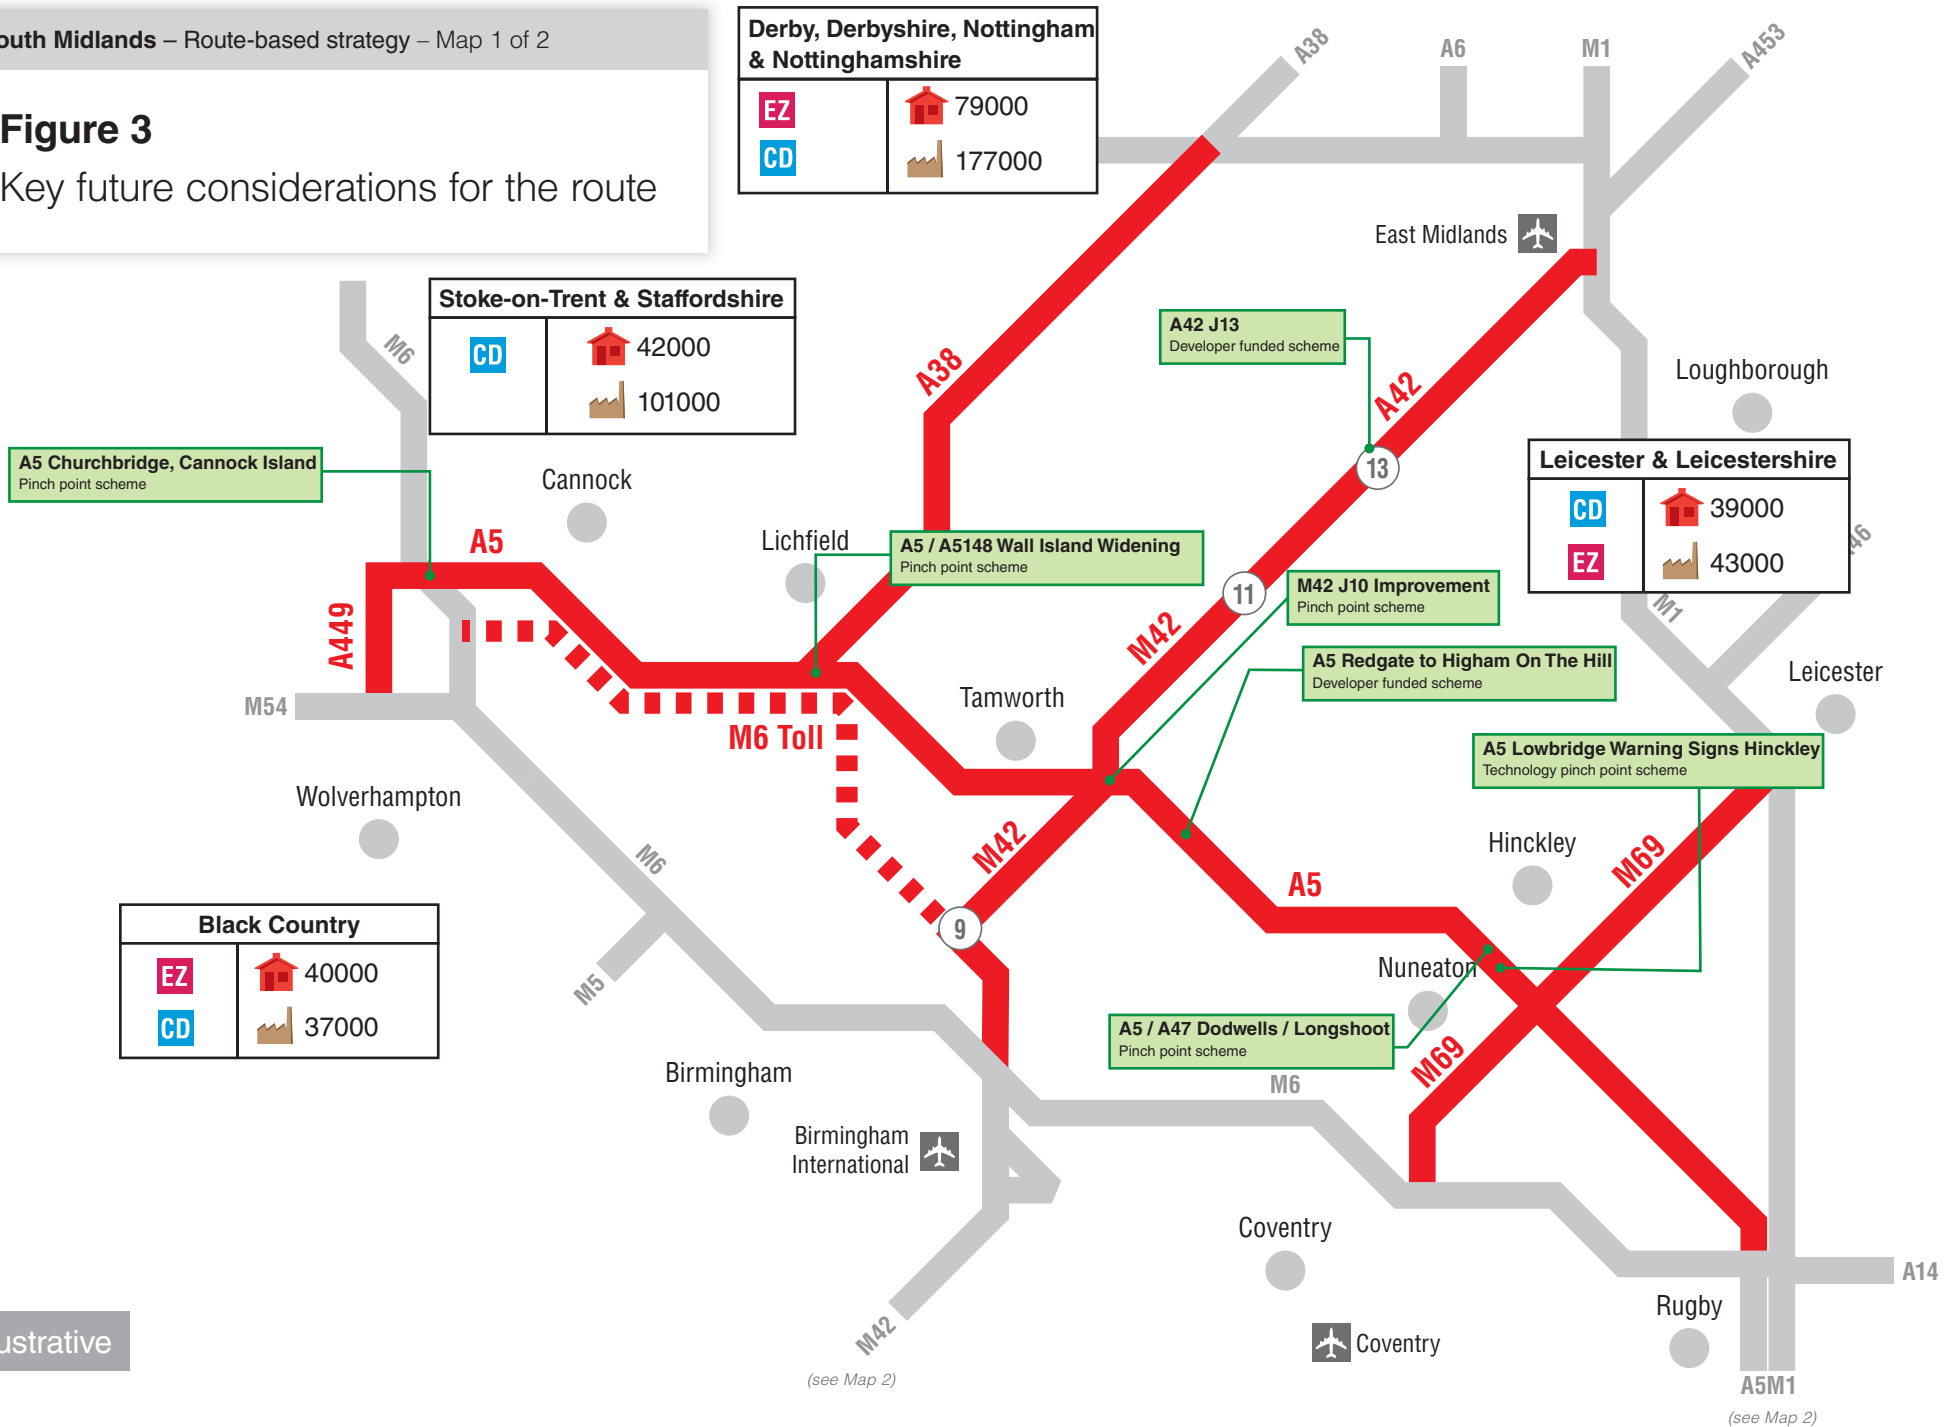 outh Midlands – Route-based strategy – Map 1 of 2
Figure 3
Key future considerations for the route
Derby, Derbyshire, Nottingham
& Nottinghamshire
EZ
79000
CD
177000
A38
A6
M1
A453
East Midlands
Stoke-on-Trent & Staffordshire
CD
42000
101000
M6
A38
A42 J13
Developer funded scheme
A42
Loughborough
13
A5 Churchbridge, Cannock Island
Pinch point scheme
Cannock
Leicester & Leicestershire
CD
39000
EZ
43000
46
A5
Lichfield
A5 / A5148 Wall Island Widening
Pinch point scheme
11
M42 J10 Improvement
Pinch point scheme
M1
A449
M42
A5 Redgate to Higham On The Hill
Developer funded scheme
Leicester
M54
Tamworth
M6 Toll
A5 Lowbridge Warning Signs Hinckley
Technology pinch point scheme
Wolverhampton
M6
M42
Hinckley
M69
A5
Black Country
EZ
40000
CD
37000
9
Nuneaton
M5
A5 / A47 Dodwells / Longshoot
Pinch point scheme
M69
Birmingham
M6
Birmingham
International
Coventry
A14
Rugby
ustrative
M42
(see Map 2)
Coventry
A5M1
(see Map 2)